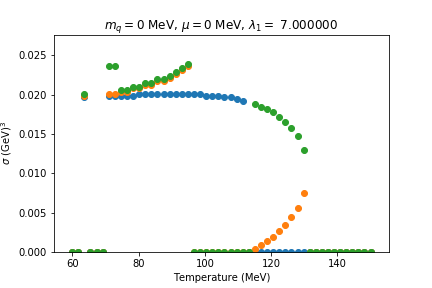 $m_q = 0$ MeV, $\mu = 0$ MeV, $\lambda_1 =$ 7.000000
0.025
0.020
0.015
0.010
0.005
0.000
σ (GeV)³
60 80 100 120 140
Temperature (MeV)